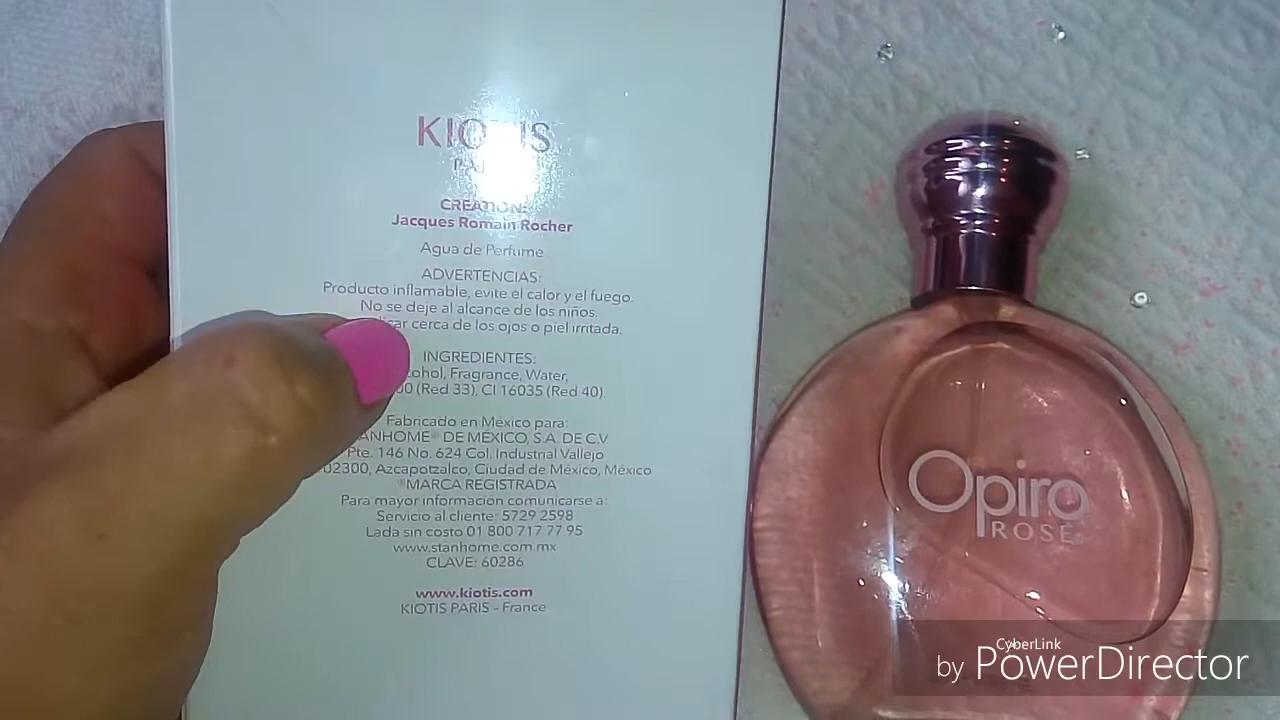 KIOTIS
CREATION:
Jacques Romain Rocher
Agua de Perfume
ADVERTENCIAS:
Producto inflamable, evite el calor y el fuego.
No se deje al alcance de los niños.
cerca de los ojos o piel irritada.
INGREDIENTES:
Fragrance, Water,
(Red 33), CI 16035 (Red 40)
Fabricado en México para:
DE MÉXICO, S.A. DE C.V
Pte. 146 No. 624 Col. Industrial Vallejo
02300, Azcapotzalco, Ciudad de México, México
®MARCA REGISTRADA
Para mayor información comunicarse a:
Servicio al cliente: 5729 2598
Lada sin costo 01 800 717 77 95
www.stanhome.com.mx
CLAVE: 60286
www.kiotis.com
KIOTIS PARIS - France
Opiro
ROSÉ
CyberLink
by PowerDirector